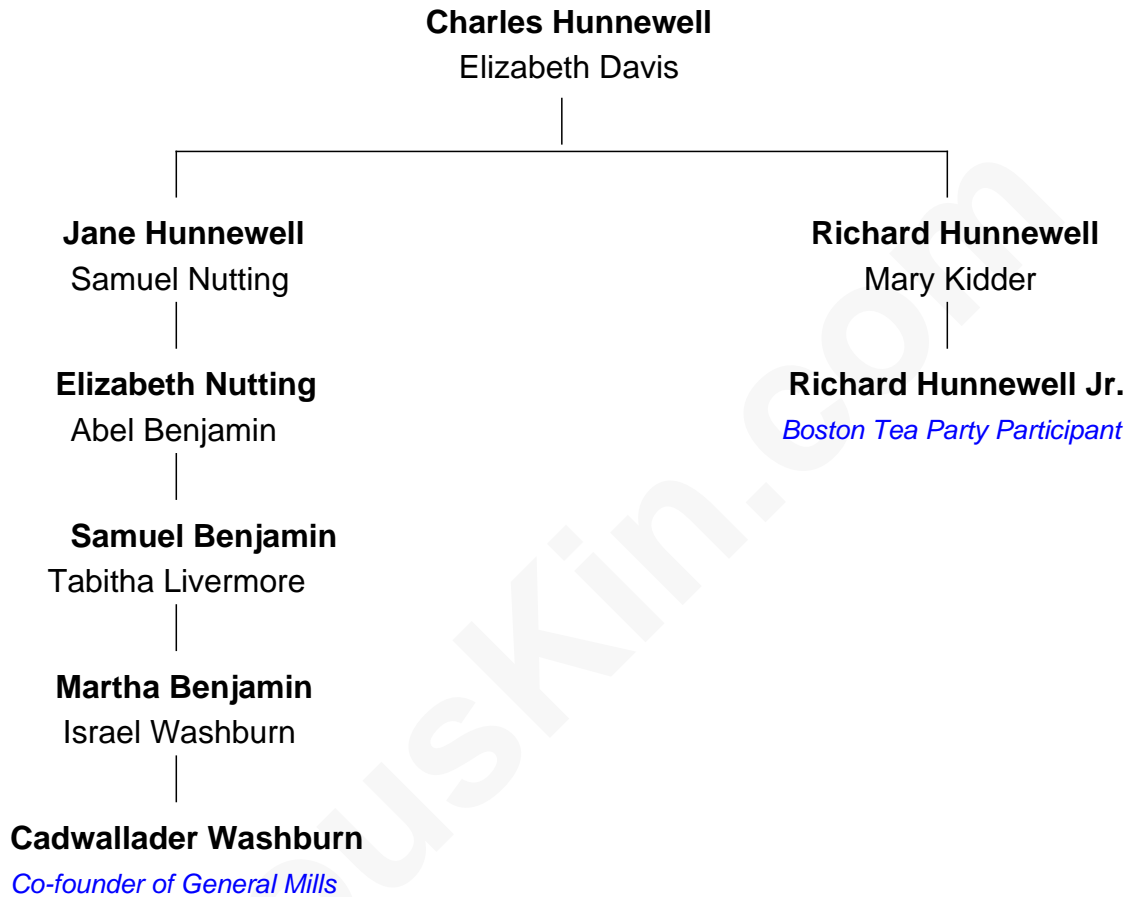 Charles Hunnewell
Elizabeth Davis
Jane Hunnewell
Samuel Nutting
Richard Hunnewell
Mary Kidder
Elizabeth Nutting
Abel Benjamin
Richard Hunnewell Jr.
Boston Tea Party Participant
Samuel Benjamin
Tabitha Livermore
Martha Benjamin
Israel Washburn
Cadwallader Washburn
Co-founder of General Mills
ousKin.com